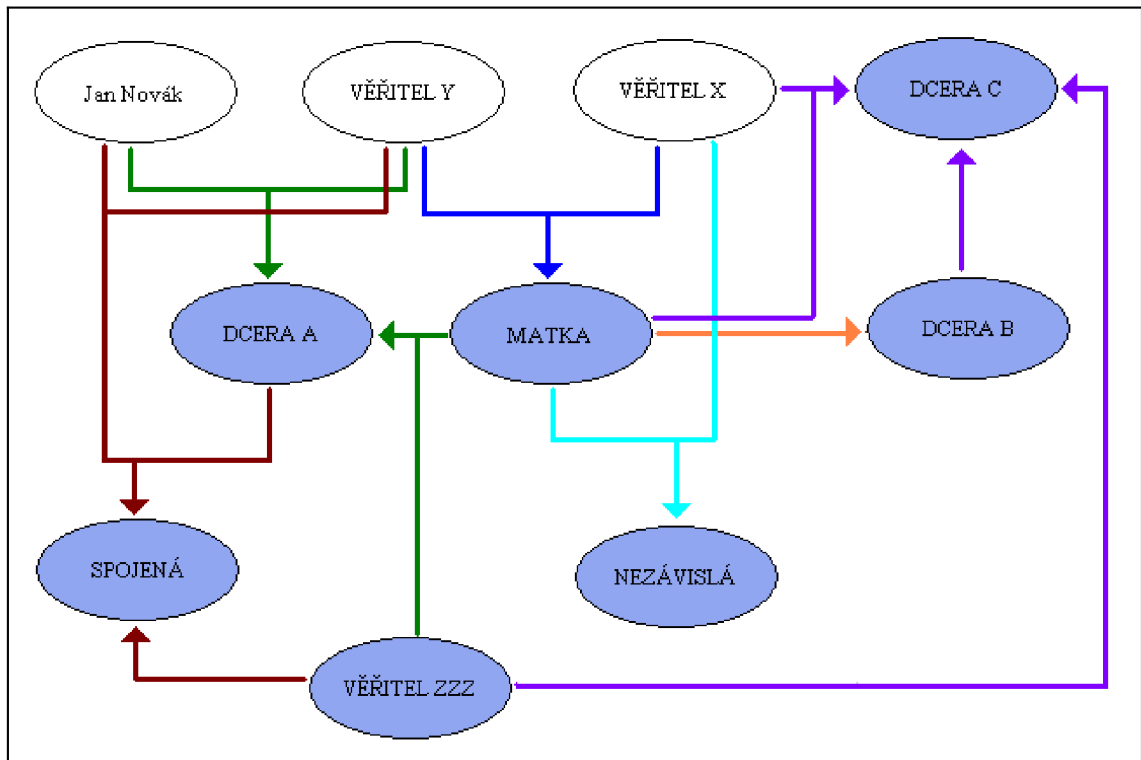 Jan Novák
VĚŘITEL Y
VĚŘITEL X
DCERA C
DCERA A
MATKA
DCERA B
SPOJENÁ
NEZÁVISLÁ
VĚŘITEL ZZZ